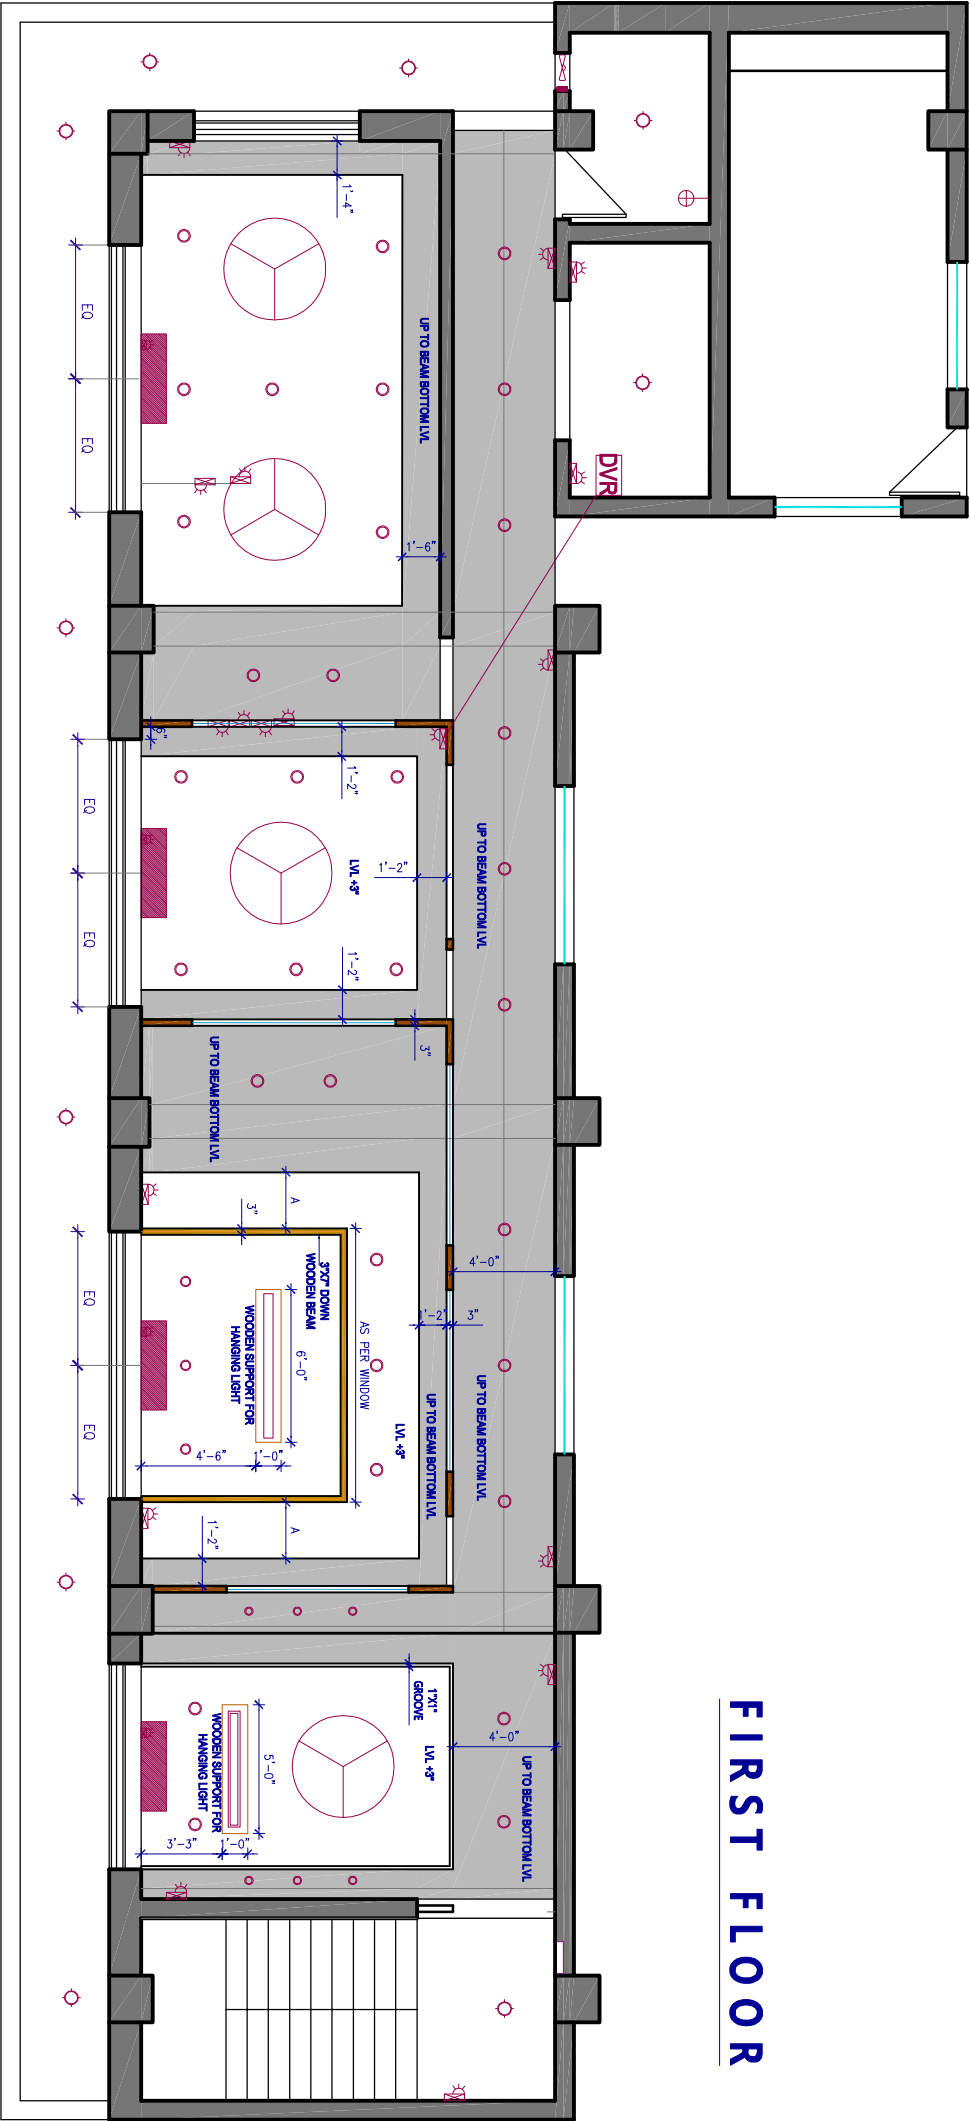 FIRST FLOOR
DVR
1'-4"
EQ
EQ
UP TO BEAM BOTTOM LVL
1'-6"
6"
1'-2"
EQ
EQ
LVL +3"
1'-2"
1'-2"
UP TO BEAM BOTTOM LVL
3"
UP TO BEAM BOTTOM LVL
A
3"
4'-0"
3"X7" DOWN
WOODEN BEAM
1'-2"
3"
WOODEN SUPPORT FOR
HANGING LIGHT
6'-0"
AS PER WINDOW
EQ
EQ
UP TO BEAM BOTTOM LVL
UP TO BEAM BOTTOM LVL
LVL +3"
4'-6"
1'-0"
A
1'-2"
1"X1"
GROOVE
LVL +3"
4'-0"
UP TO BEAM BOTTOM LVL
WOODEN SUPPORT FOR
HANGING LIGHT
5'-0"
3'-3"
1'-0"